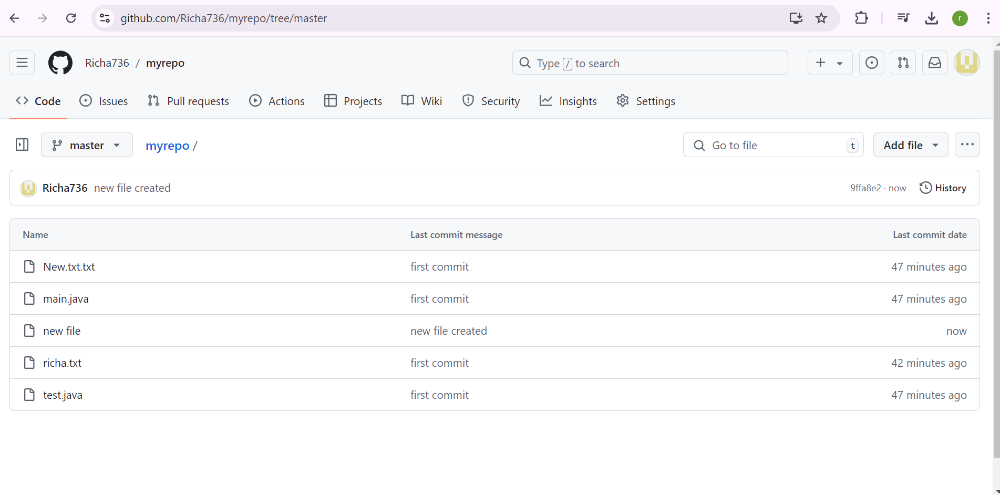 github.com/Richa736/myrepo/tree/master
r
Richa736 / myrepo
Type / to search
Code Issues Pull requests Actions Projects Wiki Security Insights Settings
master myrepo / Go to file t Add file
Richa736 new file created 9ffa8e2 · now History
Name Last commit message Last commit date
New.txt.txt first commit 47 minutes ago
main.java first commit 47 minutes ago
new file new file created now
richa.txt first commit 42 minutes ago
test.java first commit 47 minutes ago